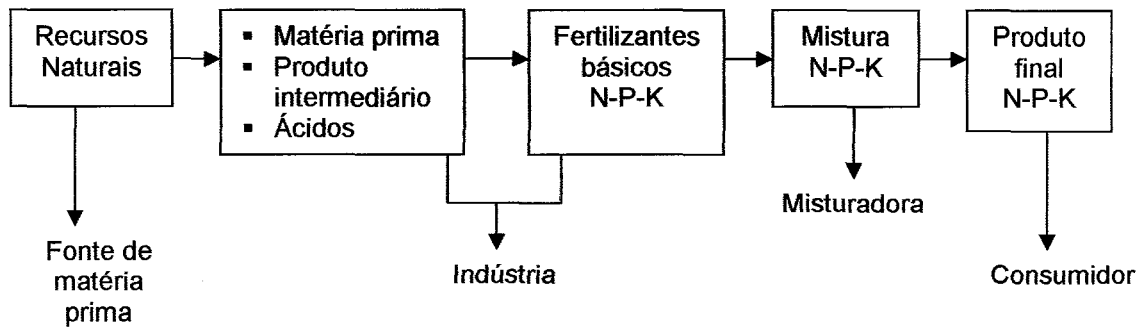 Recursos
Naturais
▪ Matéria prima
▪ Produto
intermediário
▪ Ácidos
Fertilizantes
básicos
N-P-K
Mistura
N-P-K
Produto
final
N-P-K
Fonte de
matéria
prima
Indústria
Misturadora
Consumidor